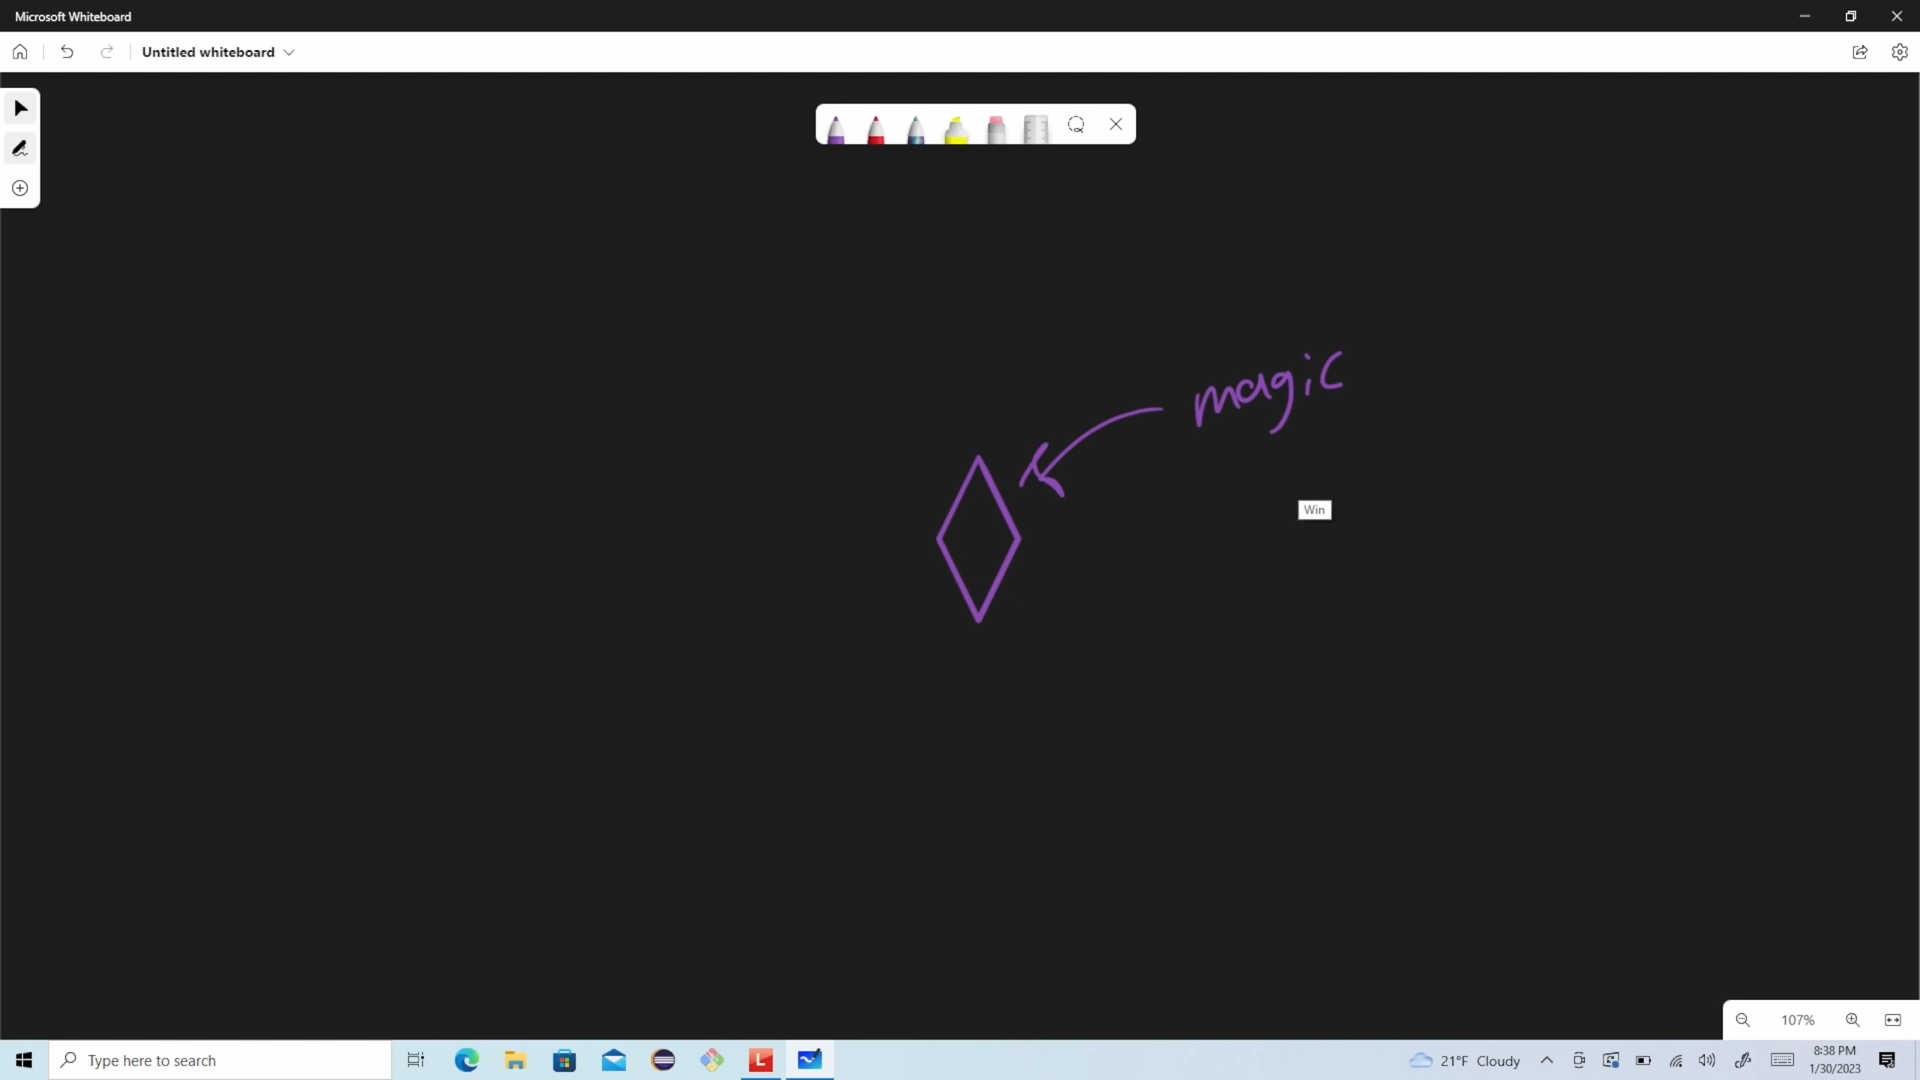 Microsoft Whiteboard
Untitled whiteboard
magic
Win
107%
Type here to search
L
21°F Cloudy
8:38 PM
1/30/2023